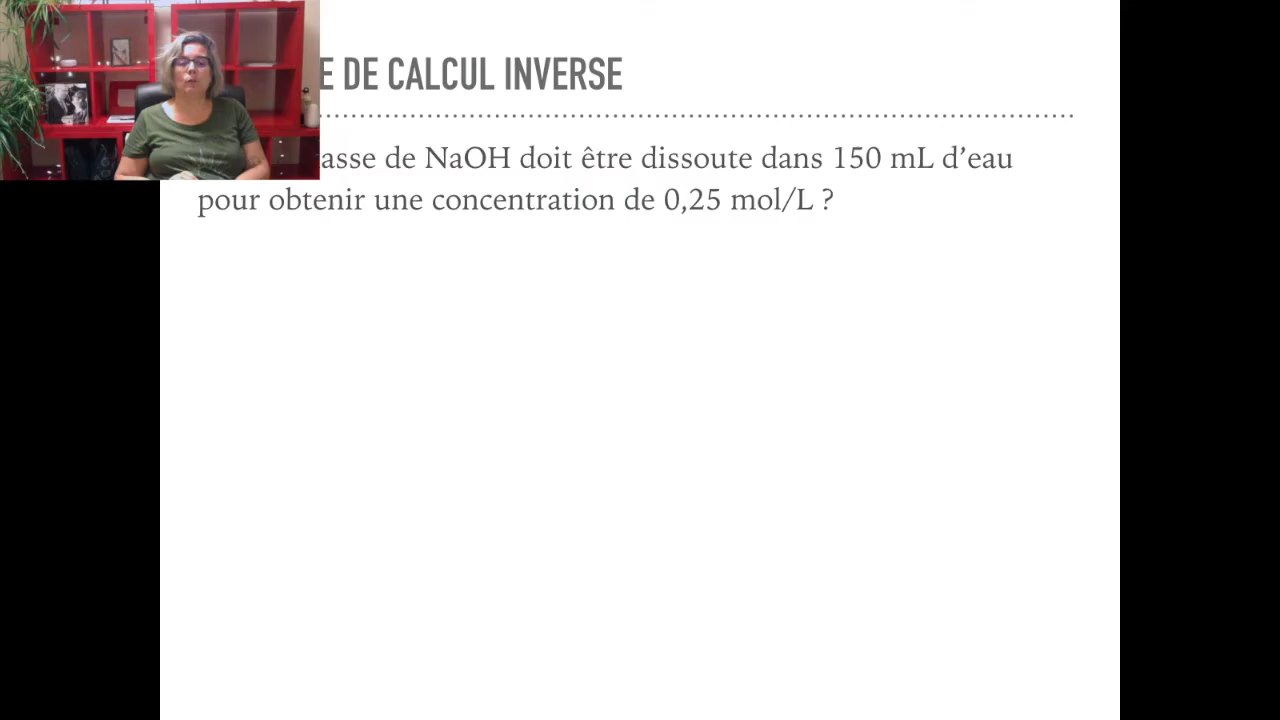 DE CALCUL INVERSE
de NaOH doit être dissoute dans 150 mL d’eau
pour obtenir une concentration de 0,25 mol/L ?